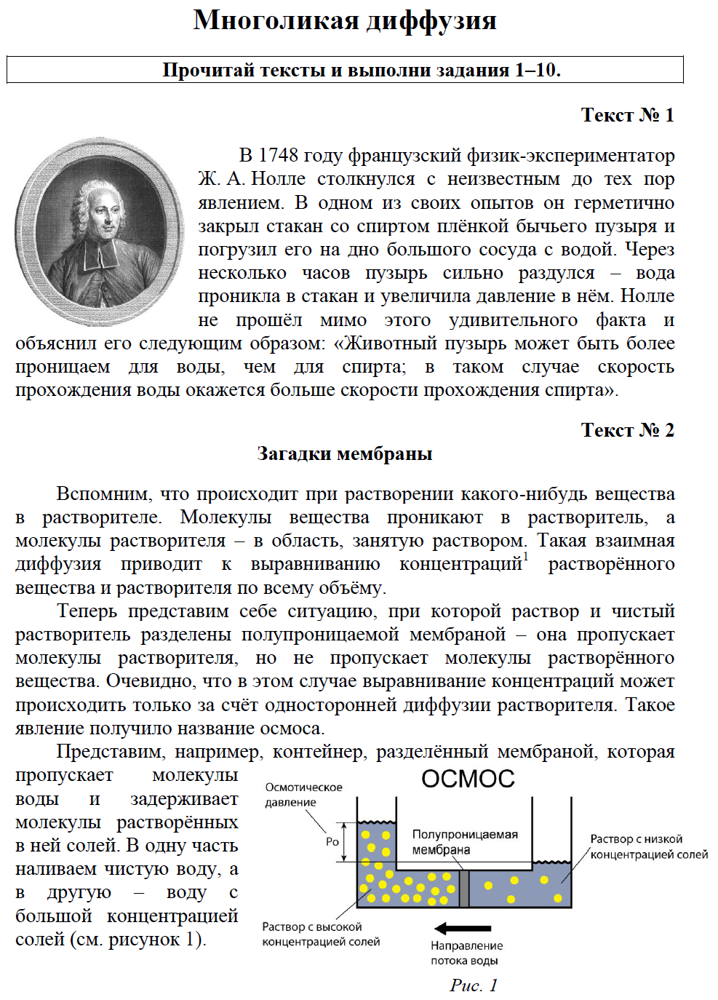 Многоликая диффузия
Прочитай тексты и выполни задания 1–10.
Текст № 1
В 1748 году французский физик-экспериментатор
Ж. А. Нолле столкнулся с неизвестным до тех пор
явлением. В одном из своих опытов он герметично
закрыл стакан со спиртом плёнкой бычьего пузыря и
погрузил его на дно большого сосуда с водой. Через
несколько часов пузырь сильно раздулся – вода
проникла в стакан и увеличила давление в нём. Нолле
не прошёл мимо этого удивительного факта и
объяснил его следующим образом: «Животный пузырь может быть более
проницаем для воды, чем для спирта; в таком случае скорость
прохождения воды окажется больше скорости прохождения спирта».
Текст № 2
Загадки мембраны
Вспомним, что происходит при растворении какого-нибудь вещества
в растворителе. Молекулы вещества проникают в растворитель, а
молекулы растворителя – в область, занятую раствором. Такая взаимная
диффузия приводит к выравниванию концентраций1 растворённого
вещества и растворителя по всему объёму.
Теперь представим себе ситуацию, при которой раствор и чистый
растворитель разделены полупроницаемой мембраной – она пропускает
молекулы растворителя, но не пропускает молекулы растворённого
вещества. Очевидно, что в этом случае выравнивание концентраций может
происходить только за счёт односторонней диффузии растворителя. Такое
явление получило название осмоса.
Представим, например, контейнер, разделённый мембраной, которая
пропускает молекулы
воды и задерживает
молекулы растворённых
в ней солей. В одну часть
наливаем чистую воду, а
в другую – воду с
большой концентрацией
солей (см. рисунок 1).
ОСМОС
Осмотическое
давление
Po
Полупроницаемая
мембрана
Раствор с низкой
концентрацией солей
Раствор с высокой
концентрацией солей
Направление
потока воды
Рис. 1